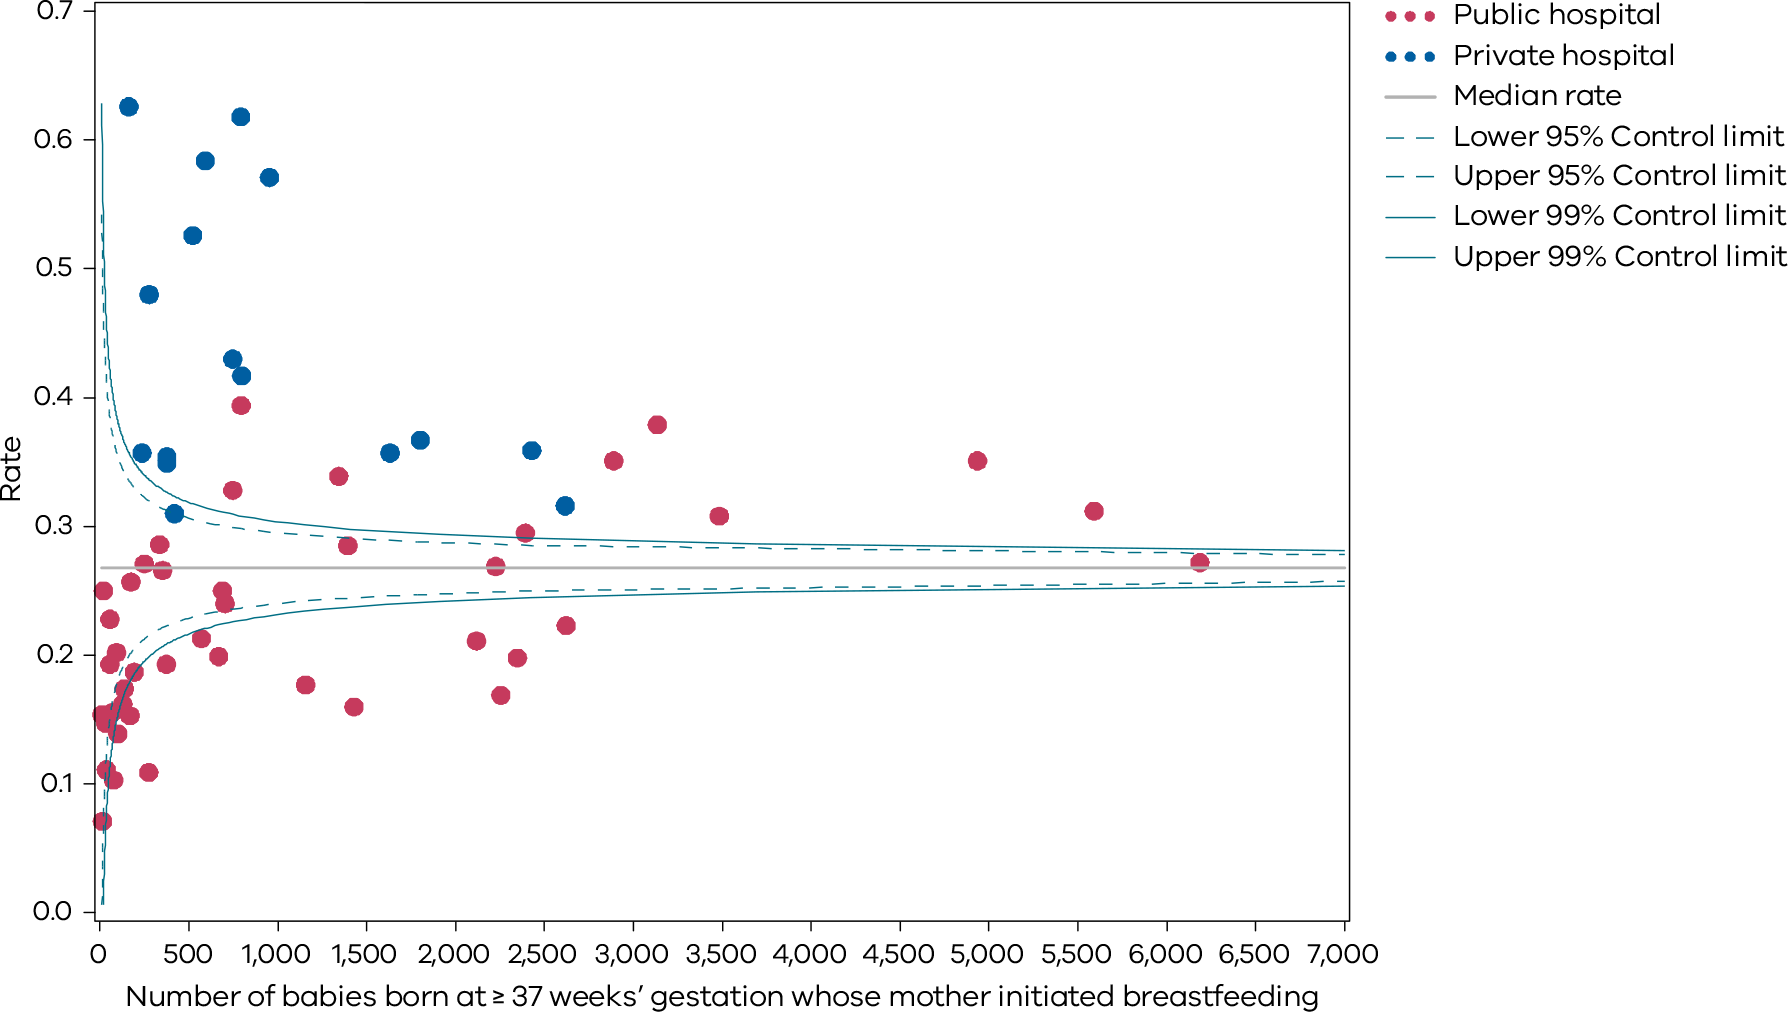 0.7
0.6
0.5
0.4
0.3
0.2
0.1
0.0
Rate
0 500 1,000 1,500 2,000 2,500 3,000 3,500 4,000 4,500 5,000 5,500 6,000 6,500 7,000
Number of babies born at ≥ 37 weeks’ gestation whose mother initiated breastfeeding
Public hospital
Private hospital
Median rate
Lower 95% Control limit
Upper 95% Control limit
Lower 99% Control limit
Upper 99% Control limit